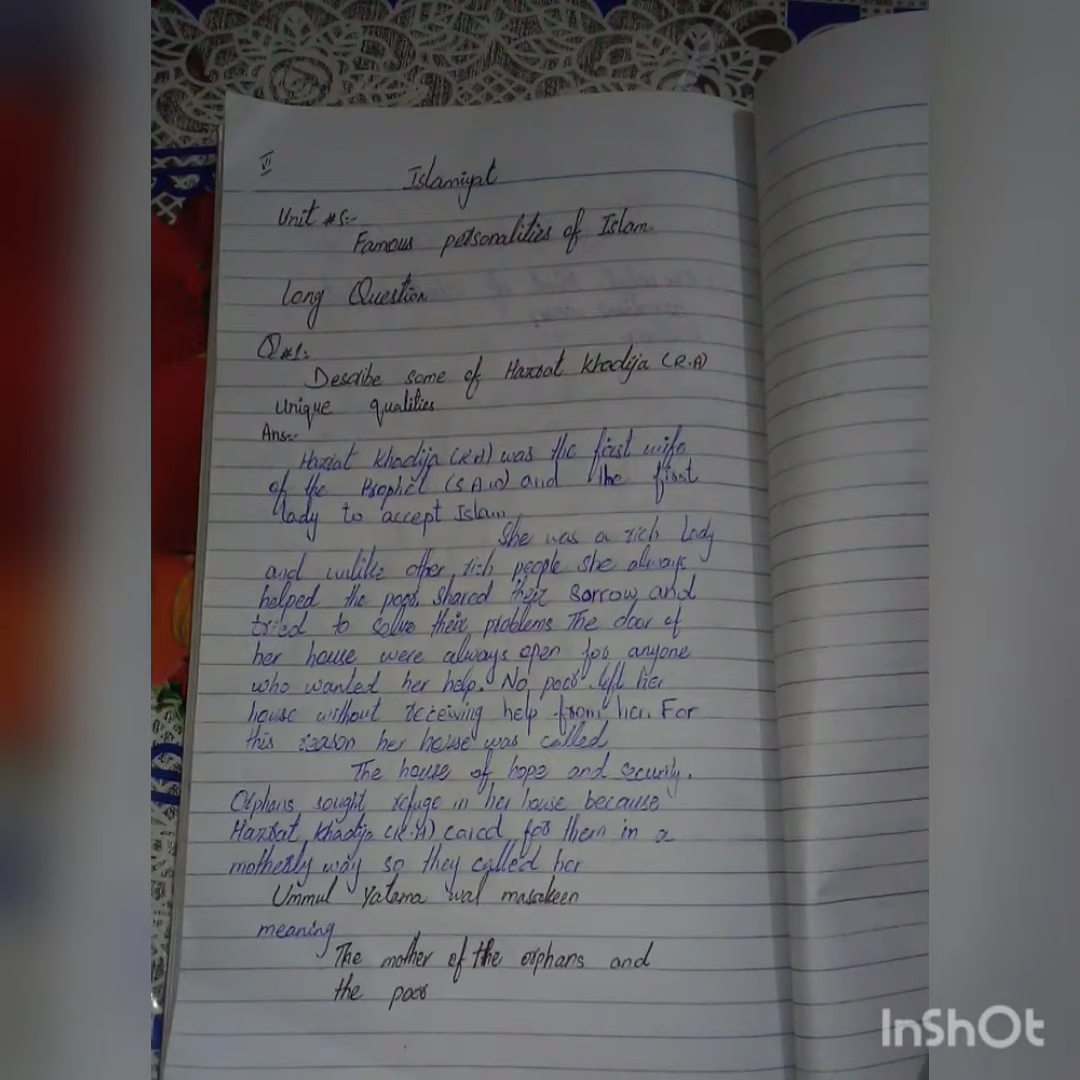 VI
Islamiyat
Unit #5:-
Famous personalities of Islam.
Long Question
Q#1:
Describe some of Hazrat Khadija (R.A)
Unique qualities
Ans:-
Hazrat Khadija (R.A) was the first wife
of the Prophet (S.A.W) and the first
lady to accept Islam
She was a rich Lady
and unlike other rich people she always
helped the poor, shared their sorrow and
tried to solve their problems The door of
her house were always open for anyone
who wanted her help. No poor left her
house without receiving help from her. For
this reason her house was called
The house of hope and security.
Orphans sought refuge in her house because
Hazrat Khadija (R.A) cared for them in a
motherly way so they called her
Ummul Yatama wal masakeen
meaning
The mother of the orphans and
the poor
InShOt